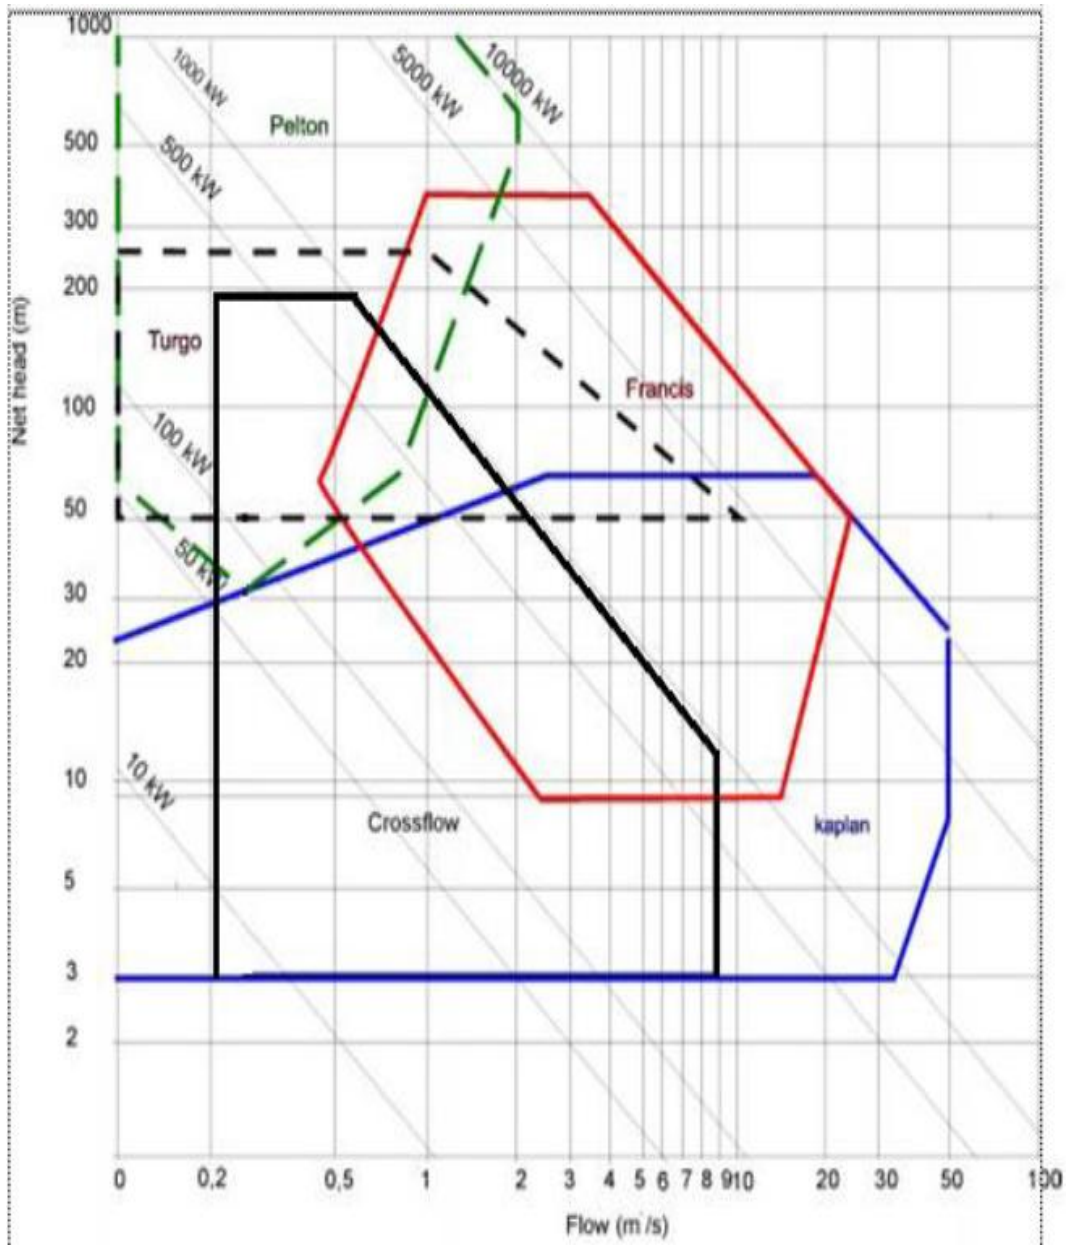 1000
500
300
200
100
50
30
20
10
5
3
2
Net head (m)
1000 kW
5000 kW
10000 kW
500 kW
100 kW
50 kW
10 kW
Pelton
Turgo
Francis
Crossflow
kaplan
0 0,2 0,5 1 2 3 4 5 6 7 8 9 10 20 30 50 100
Flow (m/s)